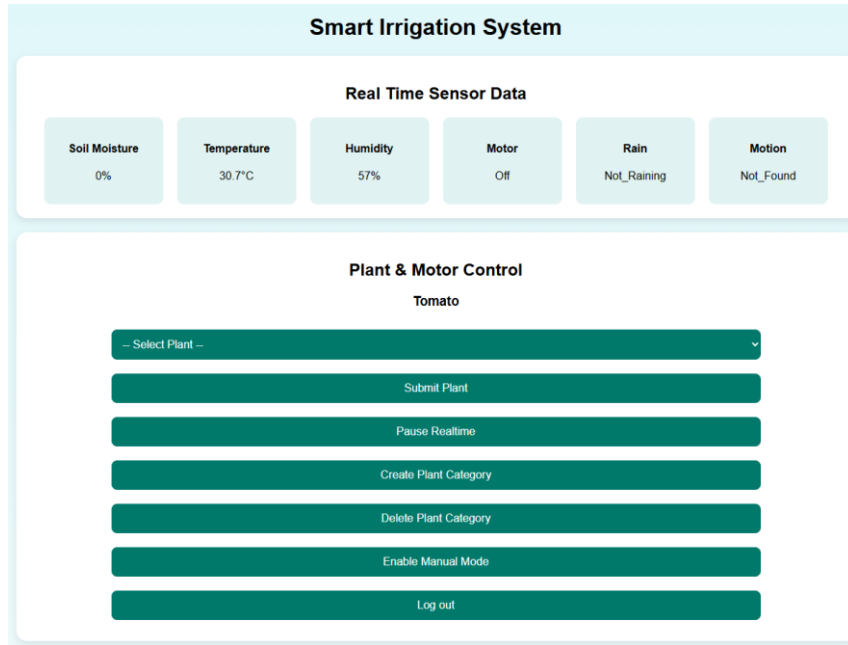 Smart Irrigation System
Real Time Sensor Data
Soil Moisture
0%
Temperature
30.7°C
Humidity
57%
Motor
Off
Rain
Not_Raining
Motion
Not_Found
Plant & Motor Control
Tomato
-- Select Plant --
Submit Plant
Pause Realtime
Create Plant Category
Delete Plant Category
Enable Manual Mode
Log out